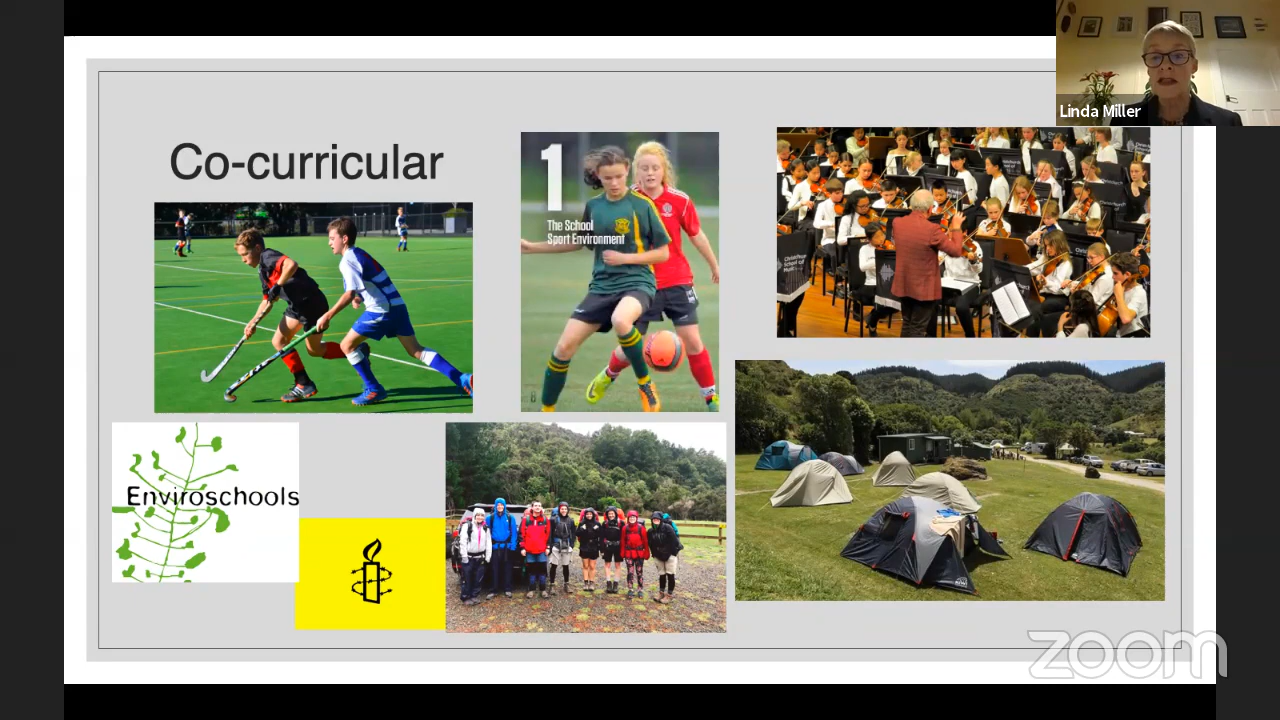 Linda Miller
Co-curricular
1
The School
Sport Environment
Enviroschools
zoom